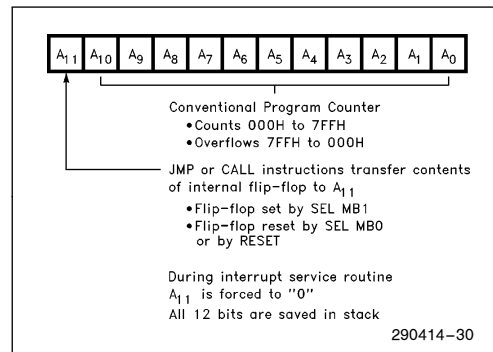 A11 A10 A9 A8 A7 A6 A5 A4 A3 A2 A1 A0
Conventional Program Counter
•Counts 000H to 7FFH
•Overflows 7FFH to 000H
JMP or CALL instructions transfer contents
of internal flip-flop to A11
•Flip-flop set by SEL MB1
•Flip-flop reset by SEL MB0
or by RESET
During interrupt service routine
A11 is forced to "0"
All 12 bits are saved in stack
290414-30